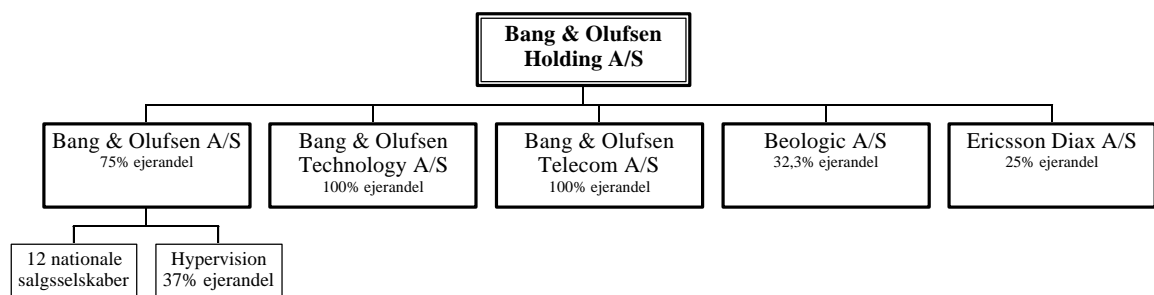 Bang & Olufsen
Holding A/S
Bang & Olufsen A/S
75% ejerandel
Bang & Olufsen
Technology A/S
100% ejerandel
Bang & Olufsen
Telecom A/S
100% ejerandel
Beologic A/S
32,3% ejerandel
Ericsson Diax A/S
25% ejerandel
12 nationale
salgsselskaber
Hypervision
37% ejerandel